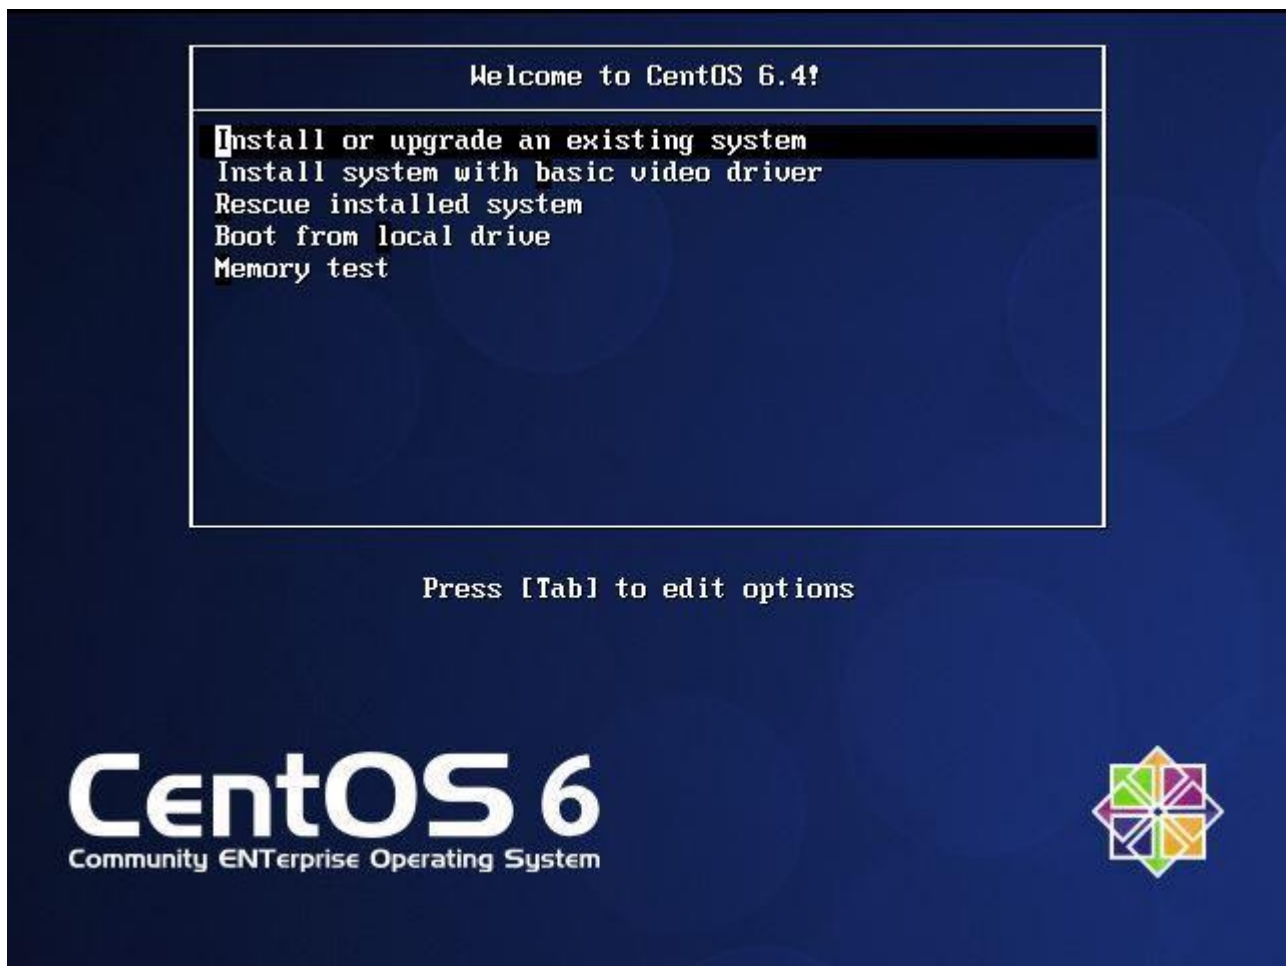 Welcome to CentOS 6.4!
Install or upgrade an existing system
Install system with basic video driver
Rescue installed system
Boot from local drive
Memory test
Press [Tab] to edit options
CentOS 6
Community ENTerprise Operating System